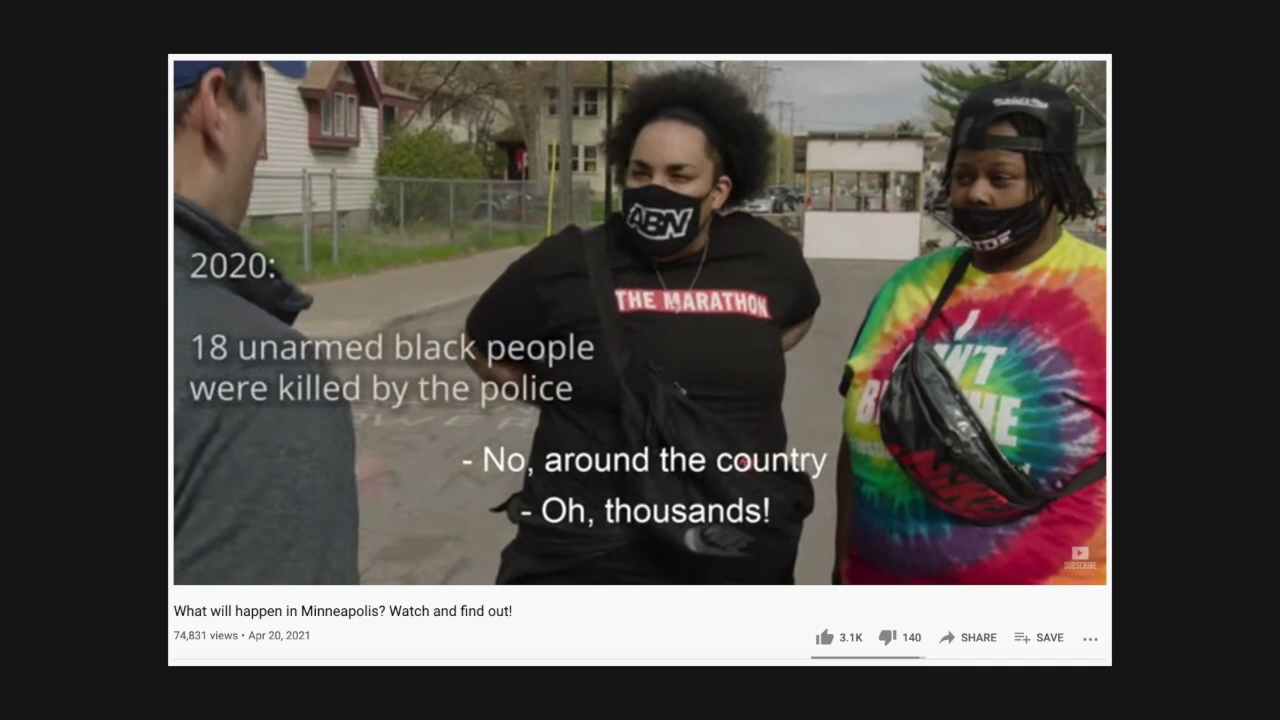 2020:
18 unarmed black people
were killed by the police
ABN
THE MARATHON
- No, around the country
- Oh, thousands!
SUBSCRIBE
What will happen in Minneapolis? Watch and find out!
74,831 views • Apr 20, 2021
3.1K
140
SHARE
SAVE